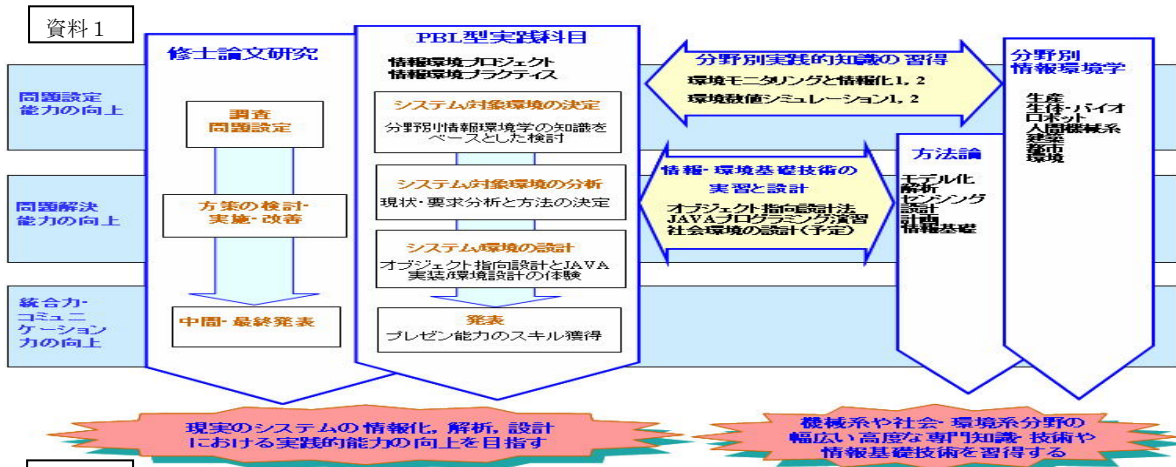 資料1
修士論文研究
PBL型実践科目
情報環境プロジェクト
情報環境プラクティス
分野別実践的知識の習得
環境モニタリングと情報化1, 2
環境数値シミュレーション1, 2
分野別
情報環境学
生産
生体・バイオ
ロボット
人間機械系
建築
都市
環境
問題設定
能力の向上
調査
問題設定
システム/対象環境の決定
分野別情報環境学の知識を
ベースとした検討
方法論
モデル化
解析
センシング
設計
計画
情報基礎
情報・環境基礎技術の
実習と設計
オブジェクト指向設計法
JAVAプログラミング演習
社会環境の設計(予定)
問題解決
能力の向上
方策の検討・
実施・改善
システム/対象環境の分析
現状・要求分析と方法の決定
システム/環境の設計
オブジェクト指向設計とJAVA
実装/環境設計の体験
統合力・
コミュニ
ケーション
力の向上
中間・最終発表
発表
プレゼン能力のスキル獲得
現実のシステムの情報化, 解析, 設計
における実践的能力の向上を目指す
機械系や社会・環境系分野の
幅広い高度な専門知識・技術や
情報基礎技術を習得する